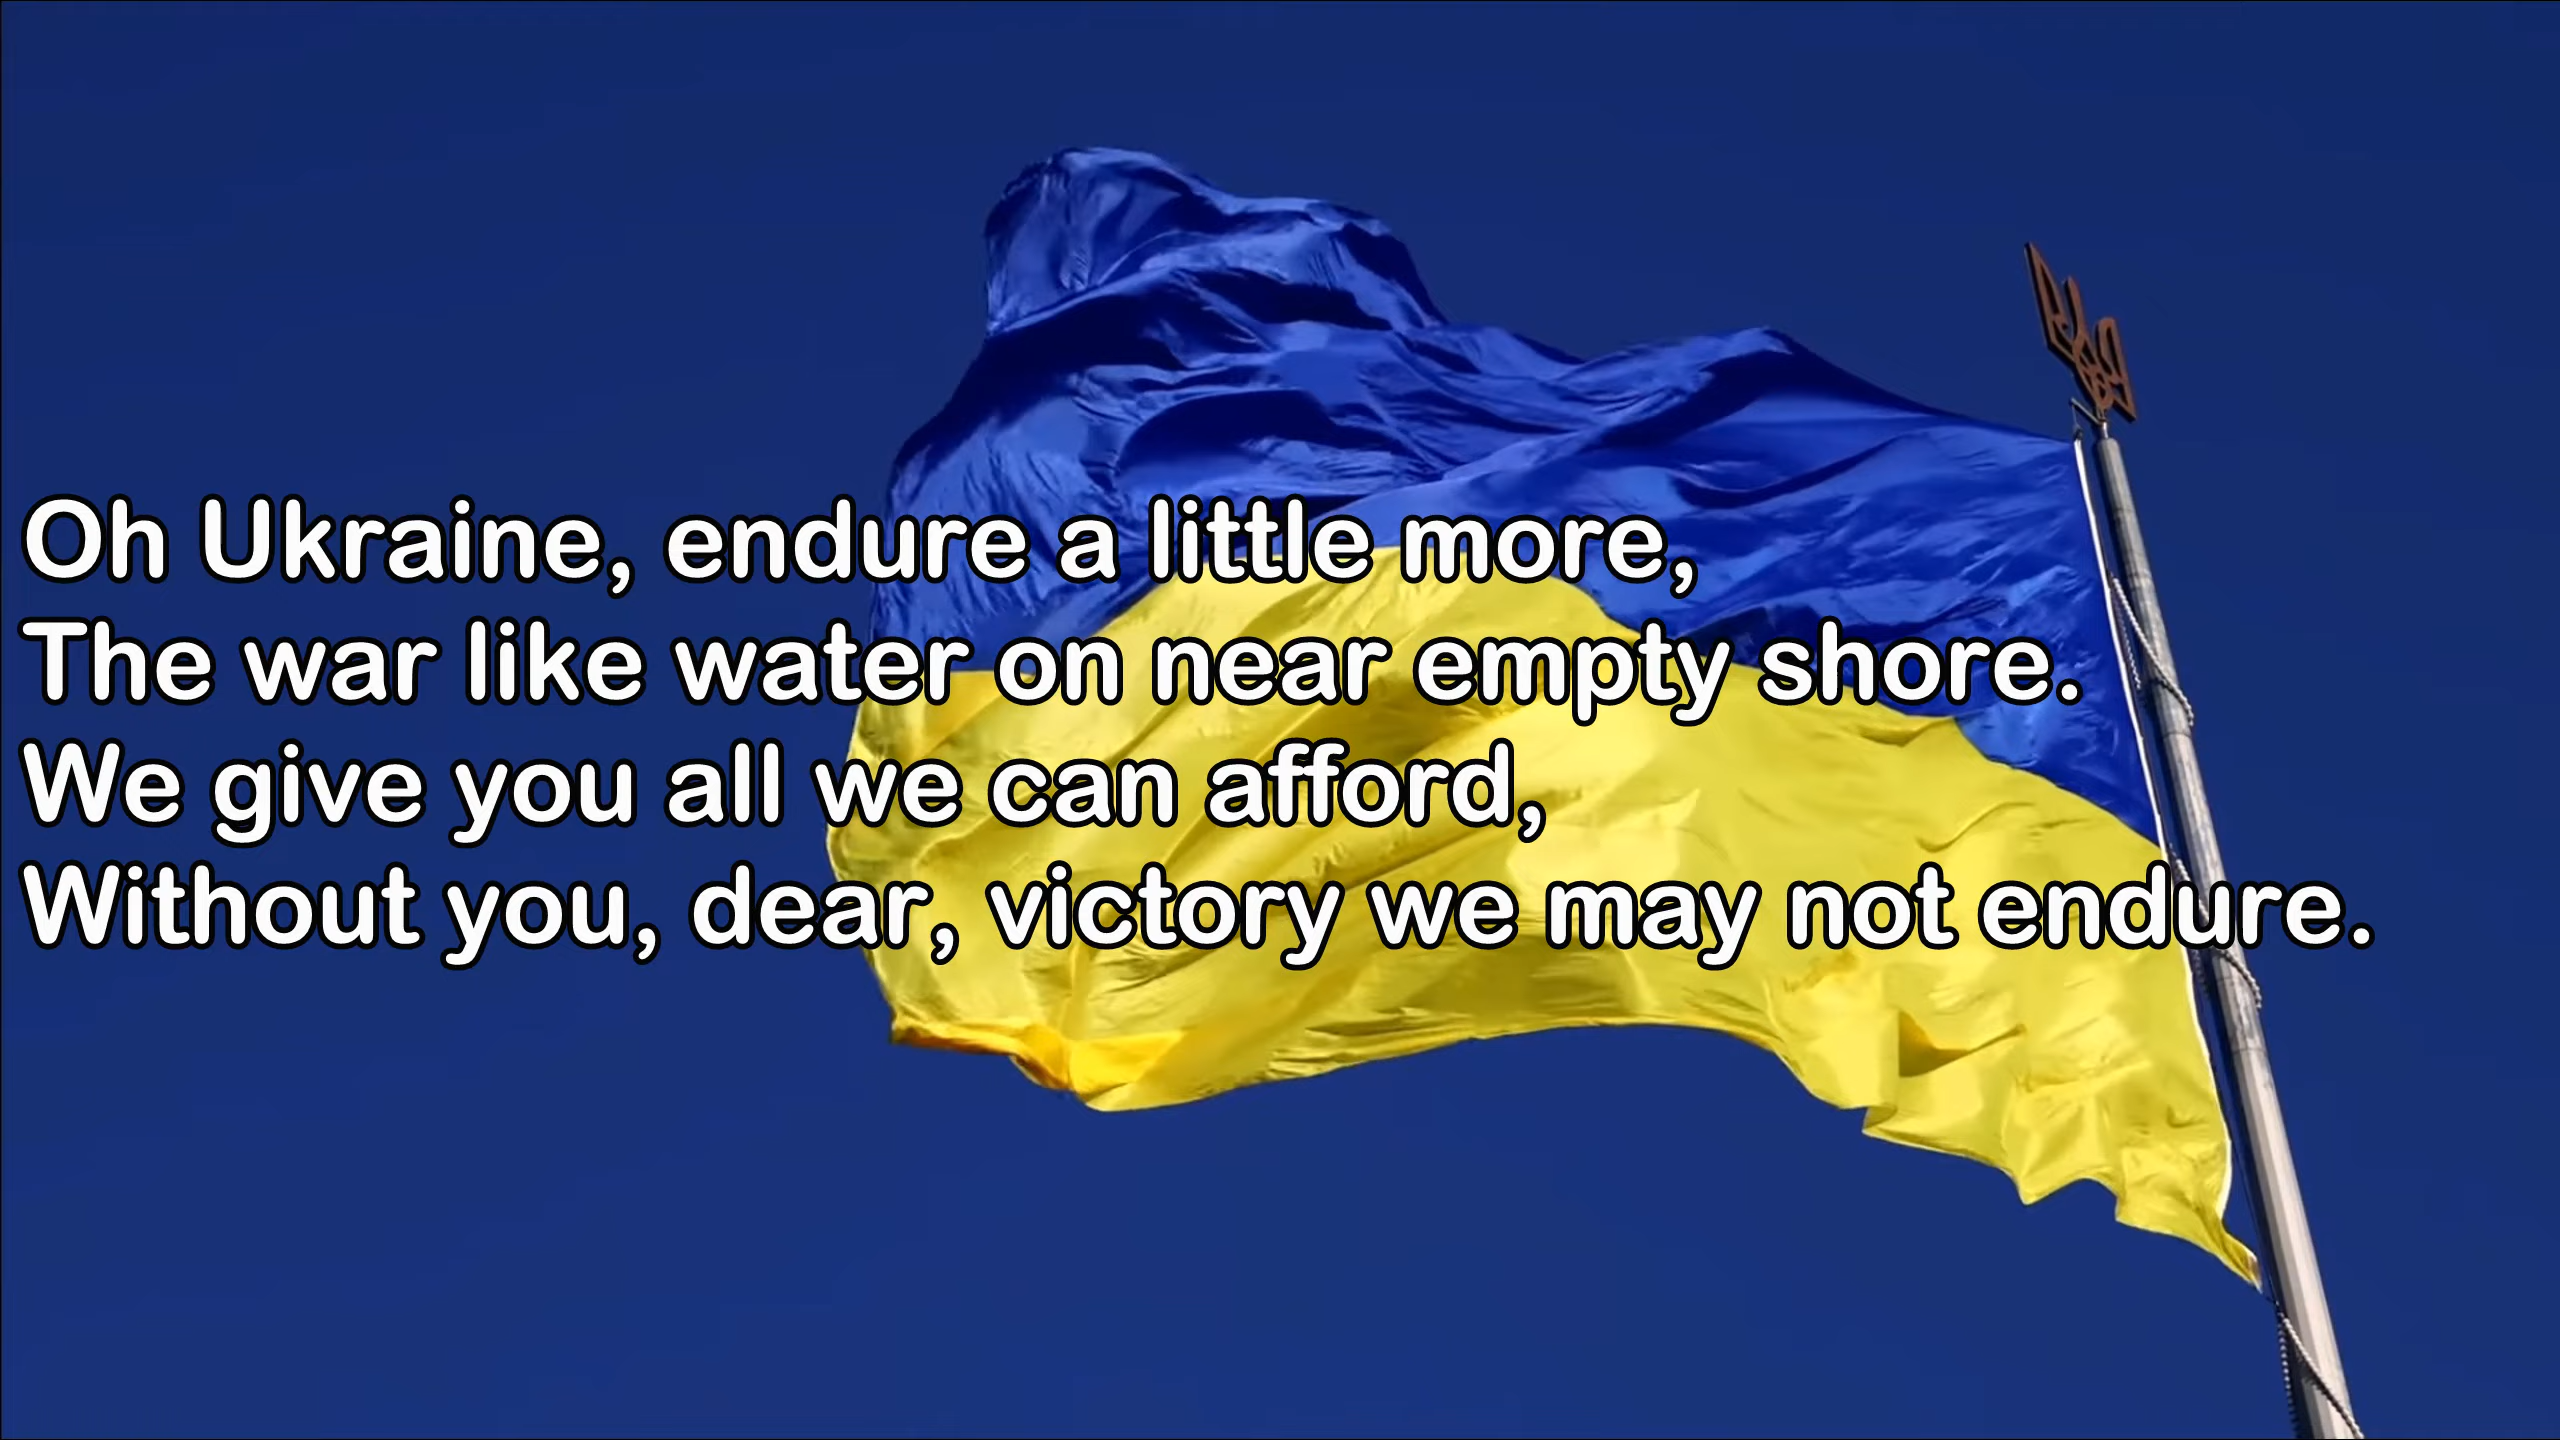 Oh Ukraine, endure a little more,
The war like water on near empty shore.
We give you all we can afford,
Without you, dear, victory we may not endure.